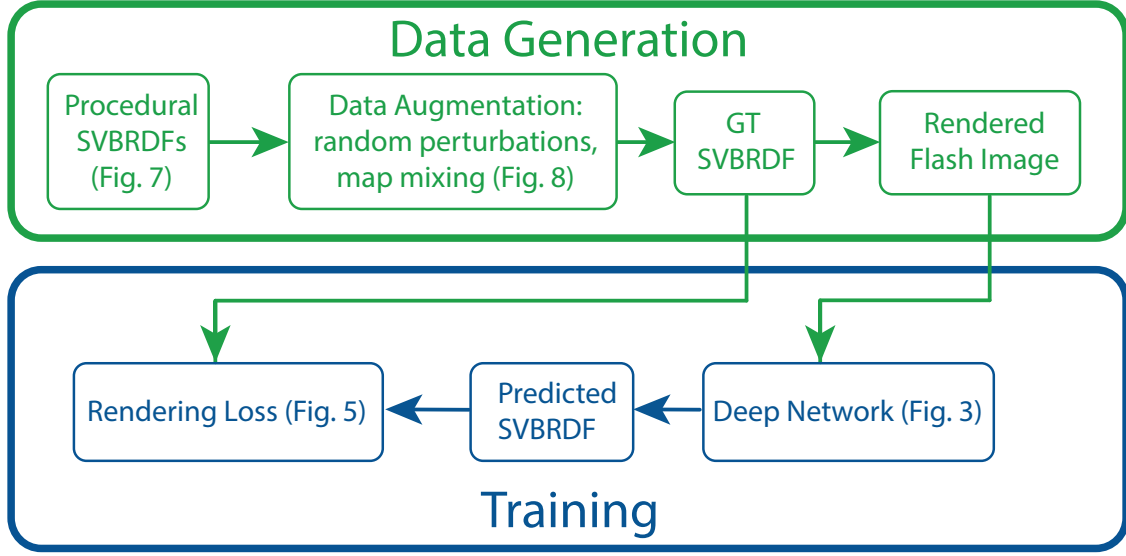 Data Generation
Procedural
SVBRDFs
(Fig. 7)
Data Augmentation:
random perturbations,
map mixing (Fig. 8)
GT
SVBRDF
Rendered
Flash Image
Rendering Loss (Fig. 5)
Predicted
SVBRDF
Deep Network (Fig. 3)
Training